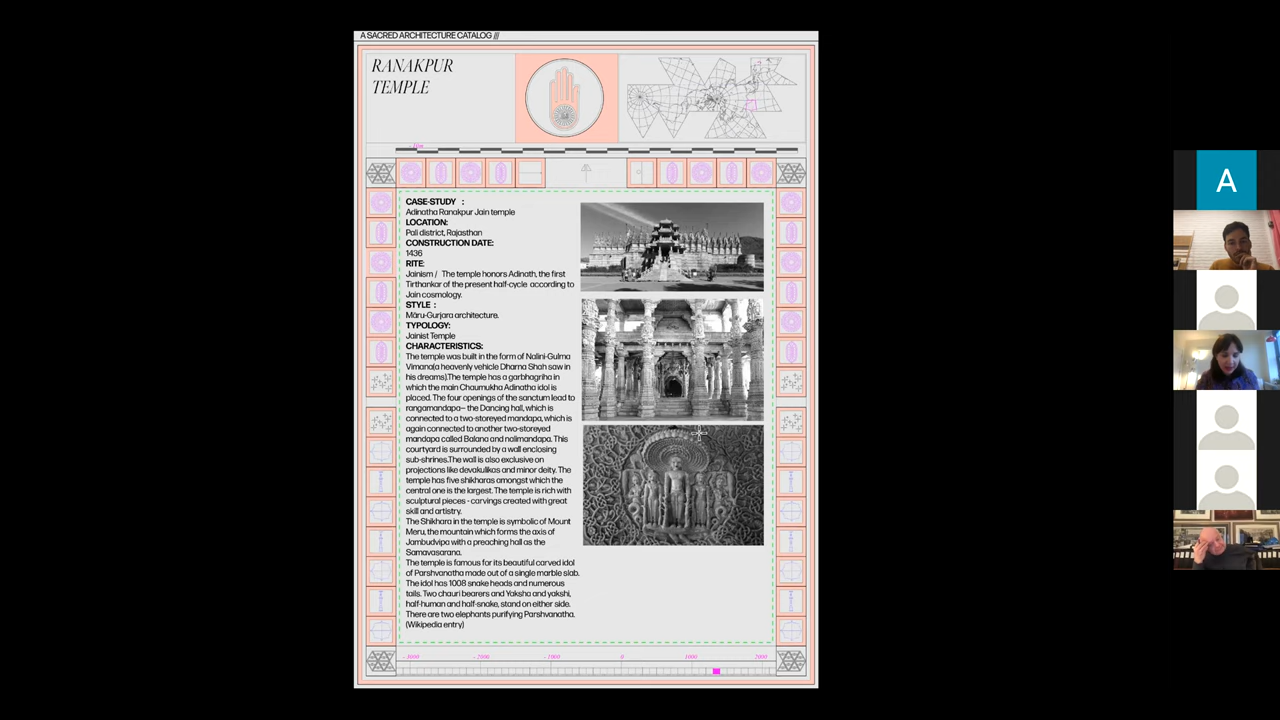 A SACRED ARCHITECTURE CATALOG ///
RANAKPUR
TEMPLE
CASE-STUDY :
Adinatha Ranakpur Jain temple
LOCATION:
Pali district, Rajasthan
CONSTRUCTION DATE:
1436
RITE:
Jainism / The temple honors Adinath, the first
Tirthankar of the present half-cycle according to
Jain cosmology.
STYLE :
Māru-Gurjara architecture.
TYPOLOGY:
Jainist Temple
CHARACTERISTICS:
The temple was built in the form of Nalini-Gulma
Vimana(a heavenly vehicle Dharna Shah saw in
his dreams).The temple has a garbhagriha in
which the main Chaumukha Adinatha idol is
placed. The four openings of the sanctum lead to
rangamandapa– the Dancing hall, which is
connected to a two-storeyed mandapa, which is
again connected to another two-storeyed
mandapa called Balana and nalimandapa. This
courtyard is surrounded by a wall enclosing
sub-shrines.The wall is also exclusive on
projections like devakulikas and minor deity. The
temple has five shikharas amongst which the
central one is the largest. The temple is rich with
sculptural pieces - carvings created with great
skill and artistry.
The Shikhara in the temple is symbolic of Mount
Meru, the mountain which forms the axis of
Jambudvipa with a preaching hall as the
Samavasarana.
The temple is famous for its beautiful carved idol
of Parshvanatha made out of a single marble slab.
The idol has 1008 snake heads and numerous
tails. Two chauri bearers and Yaksha and yakshi,
half-human and half-snake, stand on either side.
There are two elephants purifying Parshvanatha.
(Wikipedia entry)
- 3000 - 2000 - 1000 0 1000 2000
A